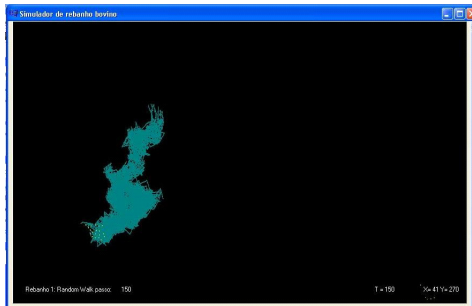 Simulador de rebanho bovino
Rebanho 1: Random Walk passo: 150 T = 150 X= 41 Y= 270